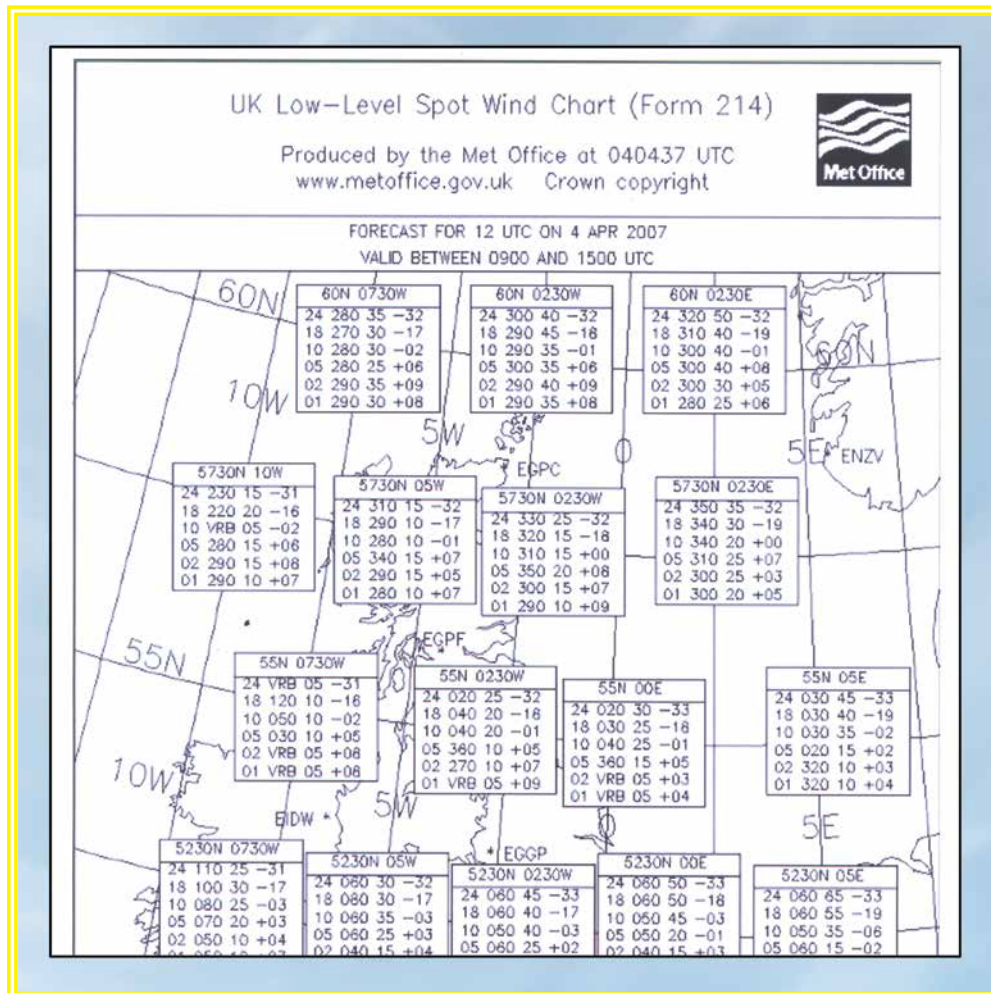 UK Low-Level Spot Wind Chart (Form 214)
Produced by the Met Office at 040437 UTC
www.metoffice.gov.uk Crown copyright
Met Office
FORECAST FOR 12 UTC ON 4 APR 2007
VALID BETWEEN 0900 AND 1500 UTC
60N
60N 0730W
24 280 35 -32
18 270 30 -17
10 280 30 -02
05 280 25 +06
02 290 35 +09
01 290 30 +08
60N 0230W
24 300 40 -32
18 290 45 -18
10 290 35 -01
05 300 35 +06
02 290 40 +09
01 290 35 +08
60N 0230E
24 320 50 -32
18 310 40 -19
10 300 40 -01
05 300 40 +08
02 300 30 +05
01 280 25 +06
60N
10W
5W
0
5E
ENZV
EGPC
5730N 10W
24 230 15 -31
18 220 20 -16
10 VRB 05 -02
05 280 15 +06
02 290 15 +08
01 290 10 +07
5730N 05W
24 310 15 -32
18 290 10 -17
10 280 10 -01
05 340 15 +07
02 290 15 +05
01 280 10 +07
5730N 0230W
24 330 25 -32
18 320 15 -18
10 310 15 +00
05 350 20 +08
02 300 15 +07
01 290 10 +09
5730N 0230E
24 350 35 -32
18 340 30 -19
10 340 20 +00
05 310 25 +07
02 300 25 +03
01 300 20 +05
55N
EGPF
55N 0730W
24 VRB 05 -31
18 120 10 -16
10 050 10 -02
05 030 10 +05
02 VRB 05 +08
01 VRB 05 +08
55N 0230W
24 020 25 -32
18 040 20 -18
10 040 20 -01
05 360 10 +05
02 270 10 +07
01 VRB 05 +09
55N 00E
24 020 30 -33
18 030 25 -18
10 040 25 -01
05 360 15 +05
02 VRB 05 +03
01 VRB 05 +04
55N 05E
24 030 45 -33
18 030 40 -19
10 030 35 -02
05 020 15 +02
02 320 10 +03
01 320 10 +04
10W
5W
0
5E
EIDW
EGGP
5230N 0730W
24 110 25 -31
18 100 30 -17
10 080 25 -03
05 070 20 +03
02 050 10 +04
5230N 05W
24 060 30 -32
18 080 30 -17
10 060 35 -03
05 060 25 +03
02 040 15 +04
5230N 0230W
24 060 45 -33
18 060 40 -17
10 050 40 -03
05 060 25 +02
5230N 00E
24 060 50 -33
18 060 50 -18
10 050 45 -03
05 050 20 -01
02 040 15 +03
5230N 05E
24 060 65 -33
18 060 55 -19
10 050 35 -06
05 060 15 -02